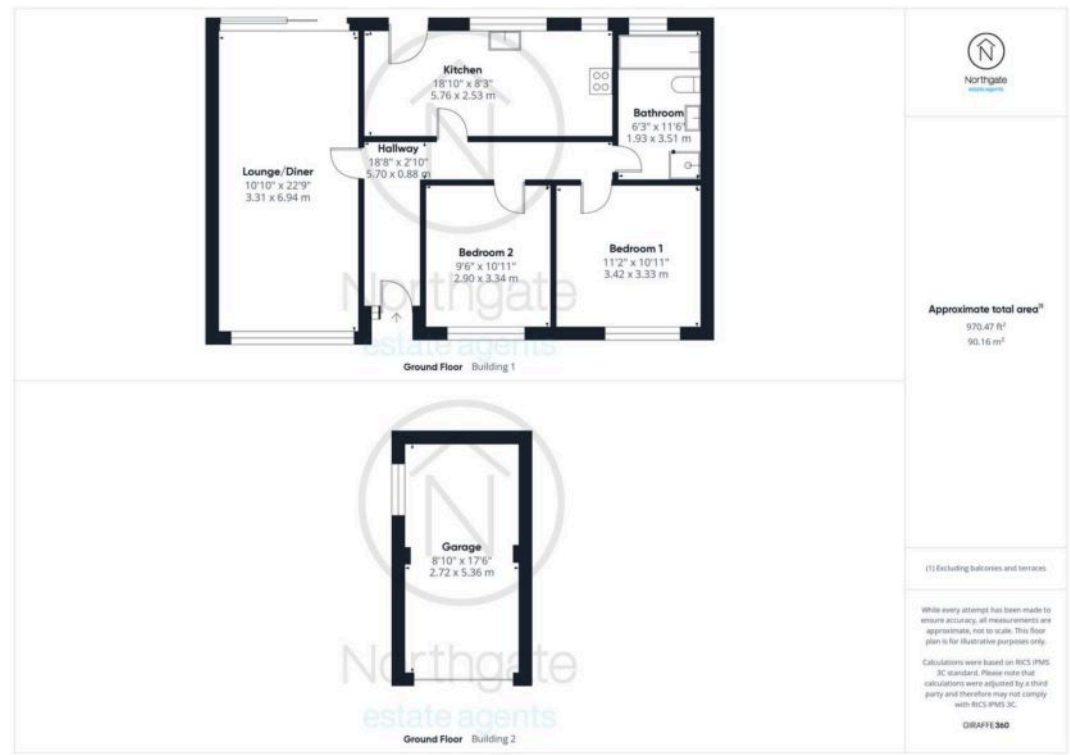 Kitchen
18'10" x 8'3"
5.76 x 2.53 m
Bathroom
6'3" x 11'6"
1.93 x 3.51 m
Hallway
18'8" x 2'10"
5.70 x 0.88 m
Lounge/Diner
10'10" x 22'9"
3.31 x 6.94 m
Bedroom 2
9'6" x 10'11"
2.90 x 3.34 m
Bedroom 1
11'2" x 10'11"
3.42 x 3.33 m
Northgate
estate agents
Ground Floor Building 1
Garage
8'10" x 17'6"
2.72 x 5.36 m
Northgate
estate agents
Ground Floor Building 2
Northgate
estate agents
Approximate total area(1)
970.47 ft²
90.16 m²
(1) Excluding balconies and terraces
While every attempt has been made to
ensure accuracy, all measurements are
approximate, not to scale. This floor
plan is for illustrative purposes only.
Calculations were based on RICS IPMS
3C standard. Please note that
calculations were adjusted by a third
party and therefore may not comply
with RICS IPMS 3C.
GIRAFFE360